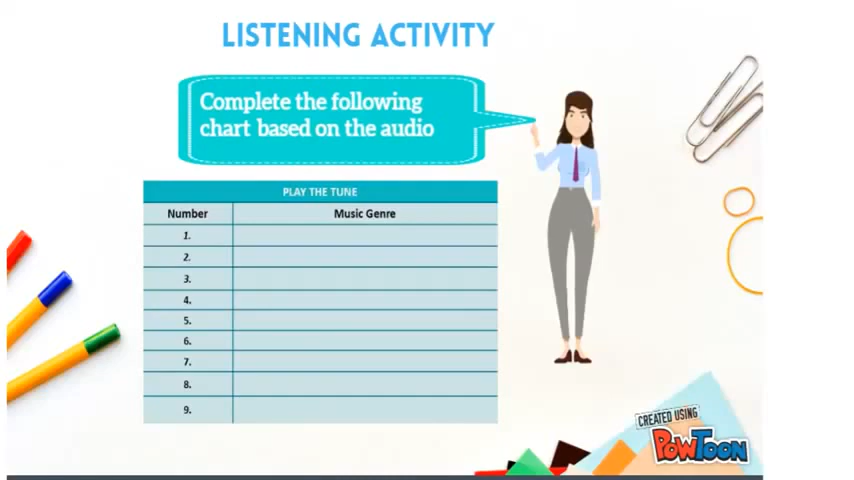 LISTENING ACTIVITY
Complete the following
chart based on the audio
PLAY THE TUNE
Number Music Genre
1.
2.
3.
4.
5.
6.
7.
8.
9.
CREATED USING
POWTOON